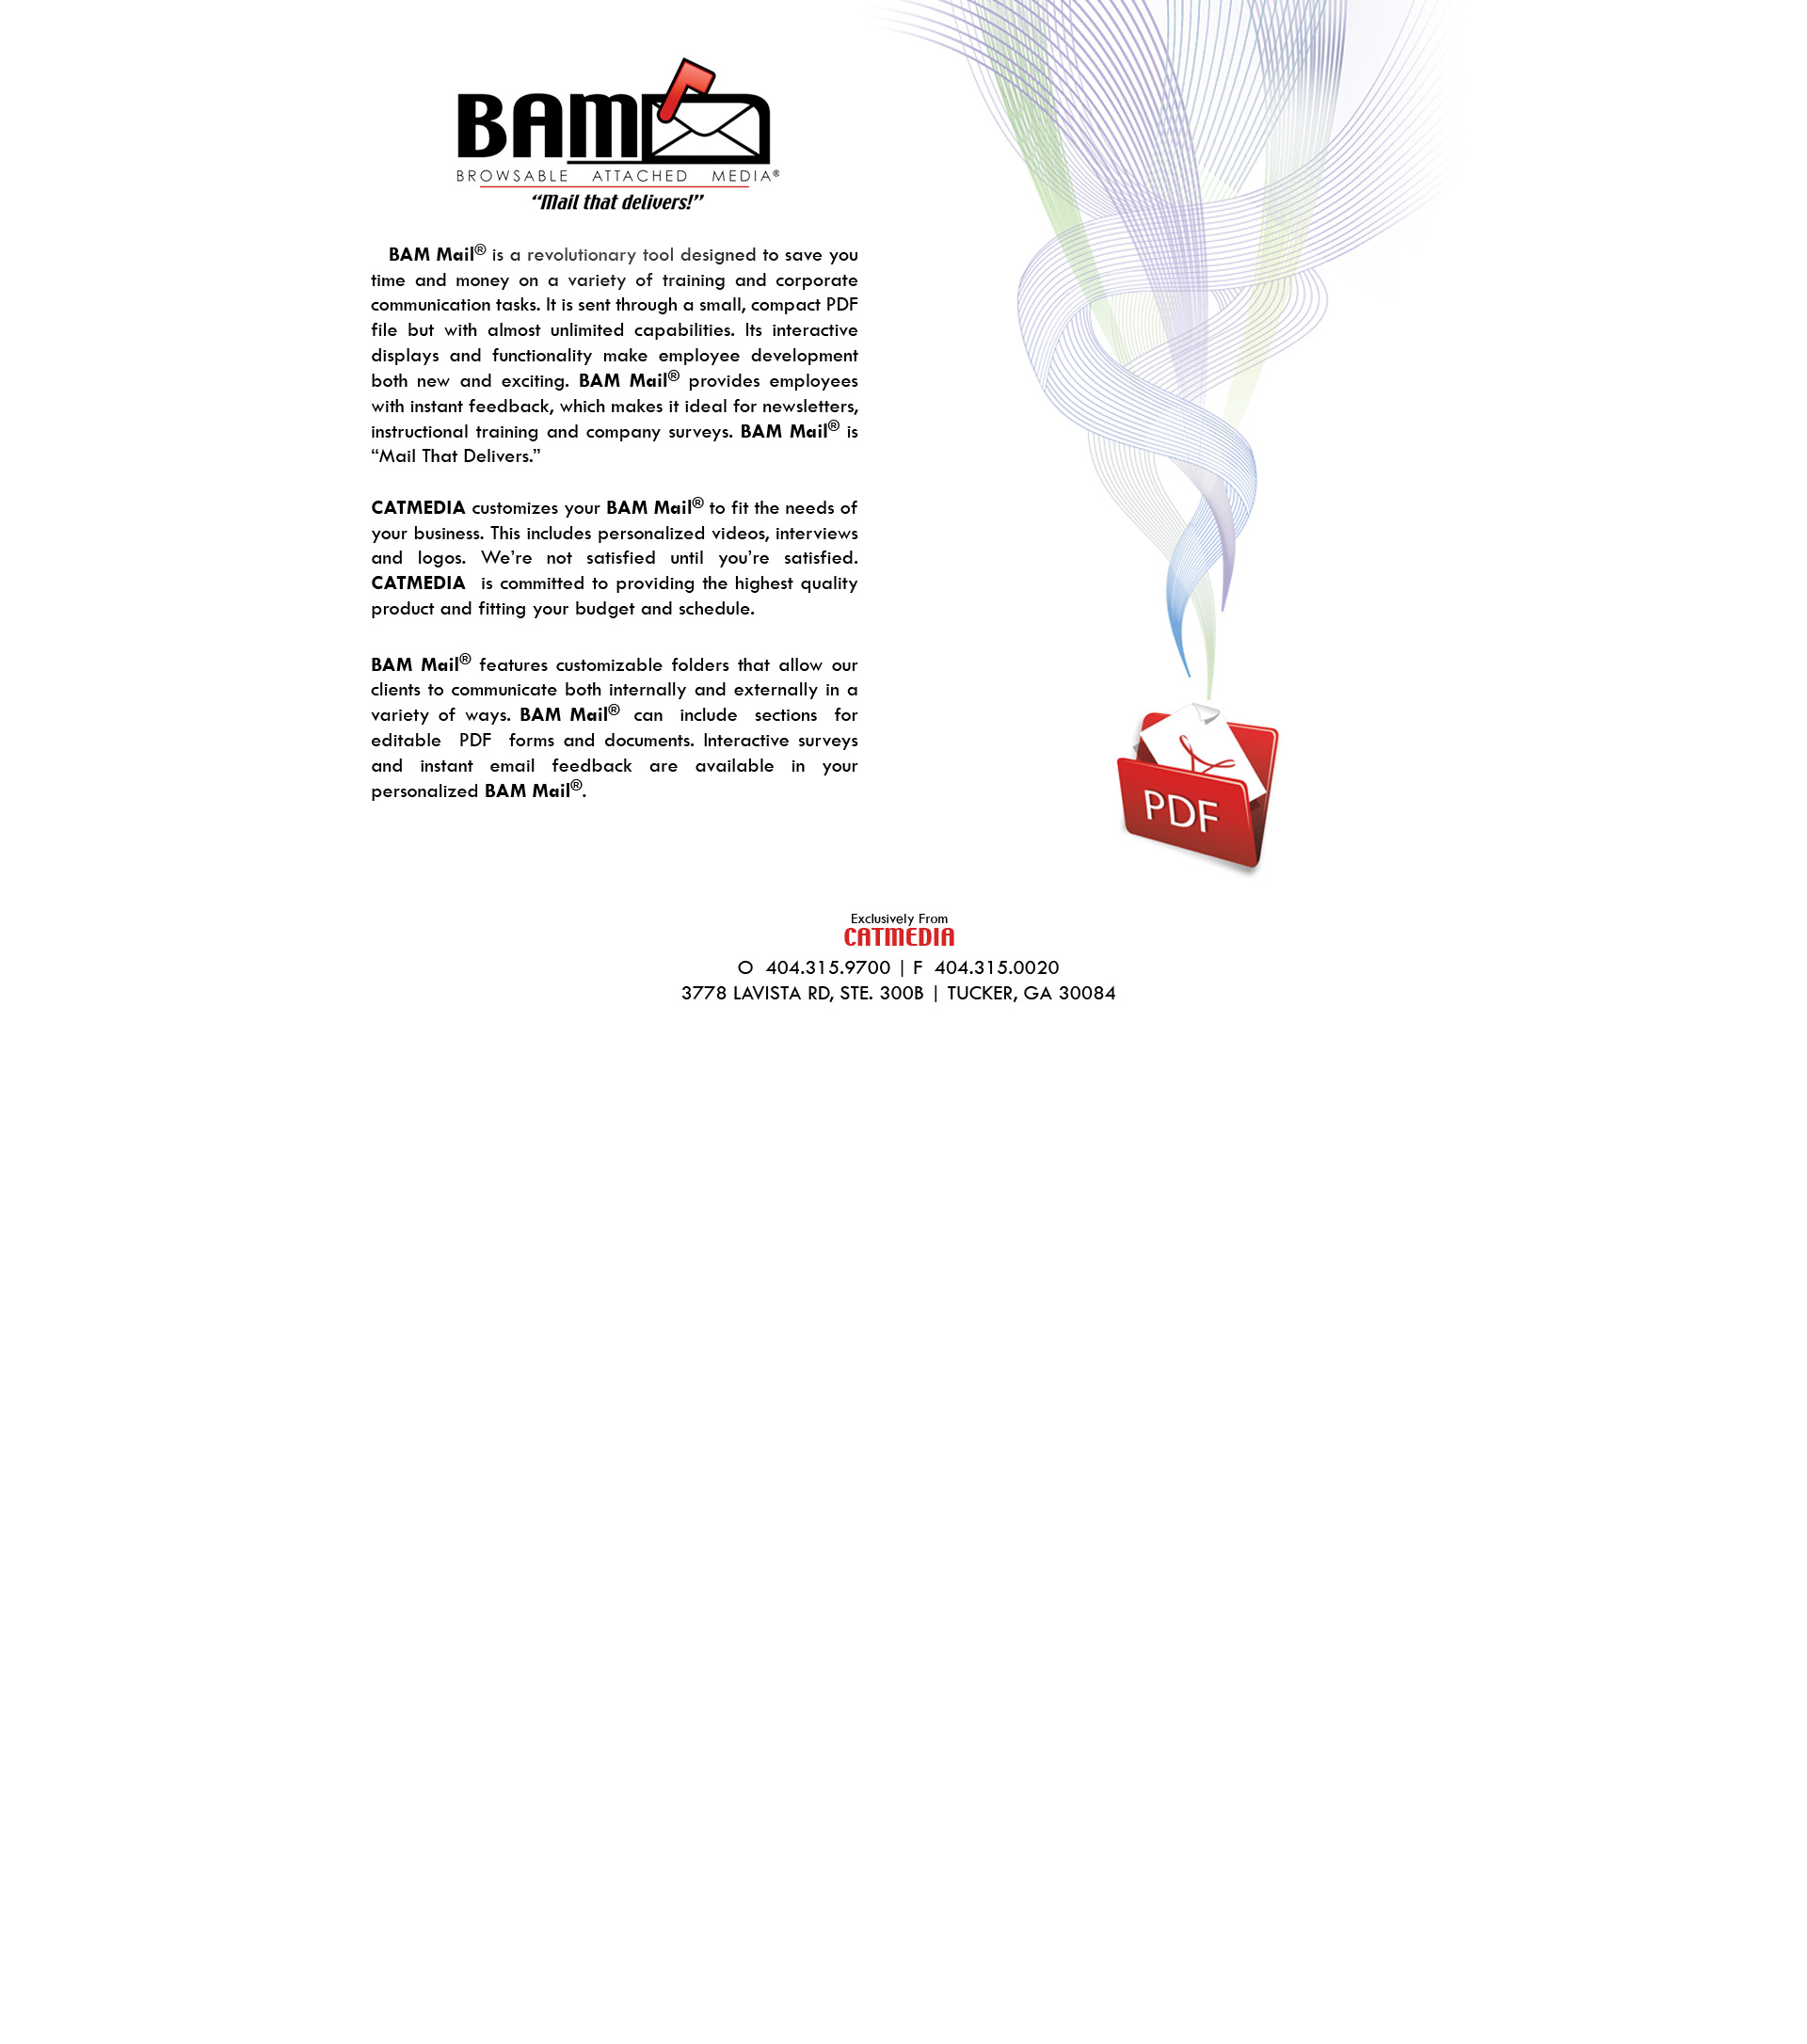 BAM
BROWSABLE ATTACHED MEDIA®
“Mail that delivers!”
BAM Mail® is a revolutionary tool designed to save you
time and money on a variety of training and corporate
communication tasks. It is sent through a small, compact PDF
file but with almost unlimited capabilities. Its interactive
displays and functionality make employee development
both new and exciting. BAM Mail® provides employees
with instant feedback, which makes it ideal for newsletters,
instructional training and company surveys. BAM Mail® is
“Mail That Delivers.”
CATMEDIA customizes your BAM Mail® to fit the needs of
your business. This includes personalized videos, interviews
and logos. We’re not satisfied until you’re satisfied.
CATMEDIA is committed to providing the highest quality
product and fitting your budget and schedule.
BAM Mail® features customizable folders that allow our
clients to communicate both internally and externally in a
variety of ways. BAM Mail® can include sections for
editable PDF forms and documents. Interactive surveys
and instant email feedback are available in your
personalized BAM Mail®.
PDF
Exclusively From
CATMEDIA
O 404.315.9700 | F 404.315.0020
3778 LAVISTA RD, STE. 300B | TUCKER, GA 30084